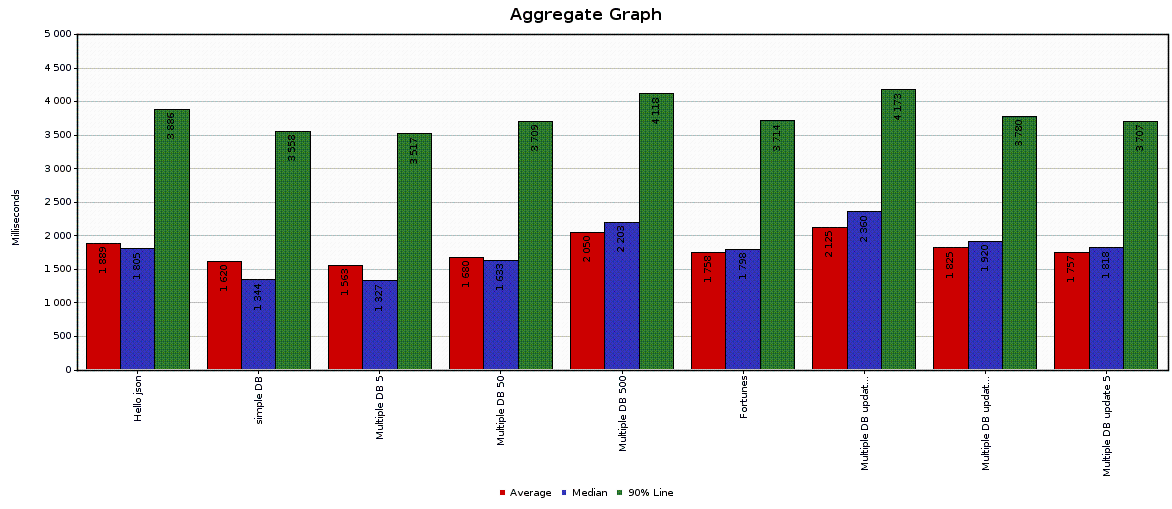 Aggregate Graph
Milliseconds
5 000
4 500
4 000
3 500
3 000
2 500
2 000
1 500
1 000
500
0
1 889
1 805
3 886
1 620
1 344
3 558
1 568
1 327
3 517
1 680
1 633
3 709
2 050
2 203
4 118
1 758
1 798
3 714
2 125
2 360
4 173
1 825
1 920
3 780
1 757
1 818
3 707
Hello json
simple DB
Multiple DB 5
Multiple DB 50
Multiple DB 500
Fortunes
Multiple DB updat...
Multiple DB updat...
Multiple DB update 5
Average
Median
90% Line